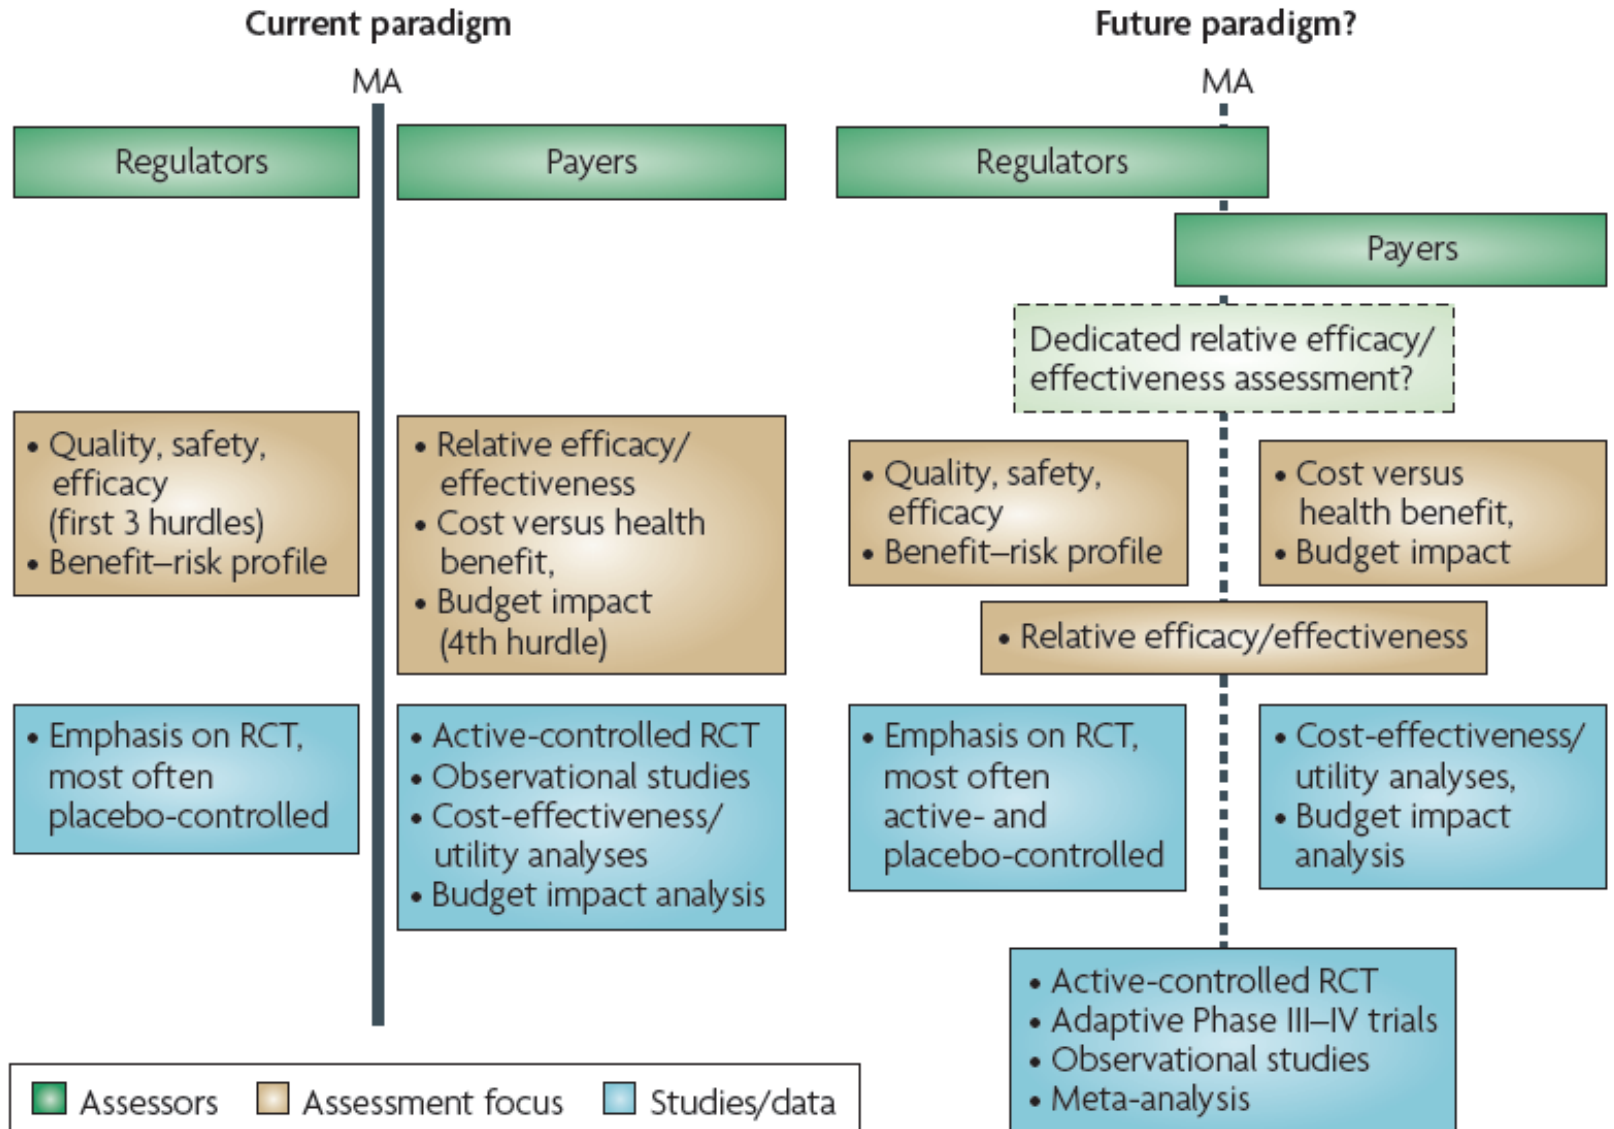 Current paradigm
MA
Regulators
Payers
• Quality, safety,
efficacy
(first 3 hurdles)
• Benefit–risk profile
• Relative efficacy/
effectiveness
• Cost versus health
benefit,
• Budget impact
(4th hurdle)
• Emphasis on RCT,
most often
placebo-controlled
• Active-controlled RCT
• Observational studies
• Cost-effectiveness/
utility analyses
• Budget impact analysis
Future paradigm?
MA
Regulators
Payers
Dedicated relative efficacy/
effectiveness assessment?
• Quality, safety,
efficacy
• Benefit–risk profile
• Cost versus
health benefit,
• Budget impact
• Relative efficacy/effectiveness
• Emphasis on RCT,
most often
active- and
placebo-controlled
• Cost-effectiveness/
utility analyses,
• Budget impact
analysis
• Active-controlled RCT
• Adaptive Phase III–IV trials
• Observational studies
• Meta-analysis
Assessors
Assessment focus
Studies/data